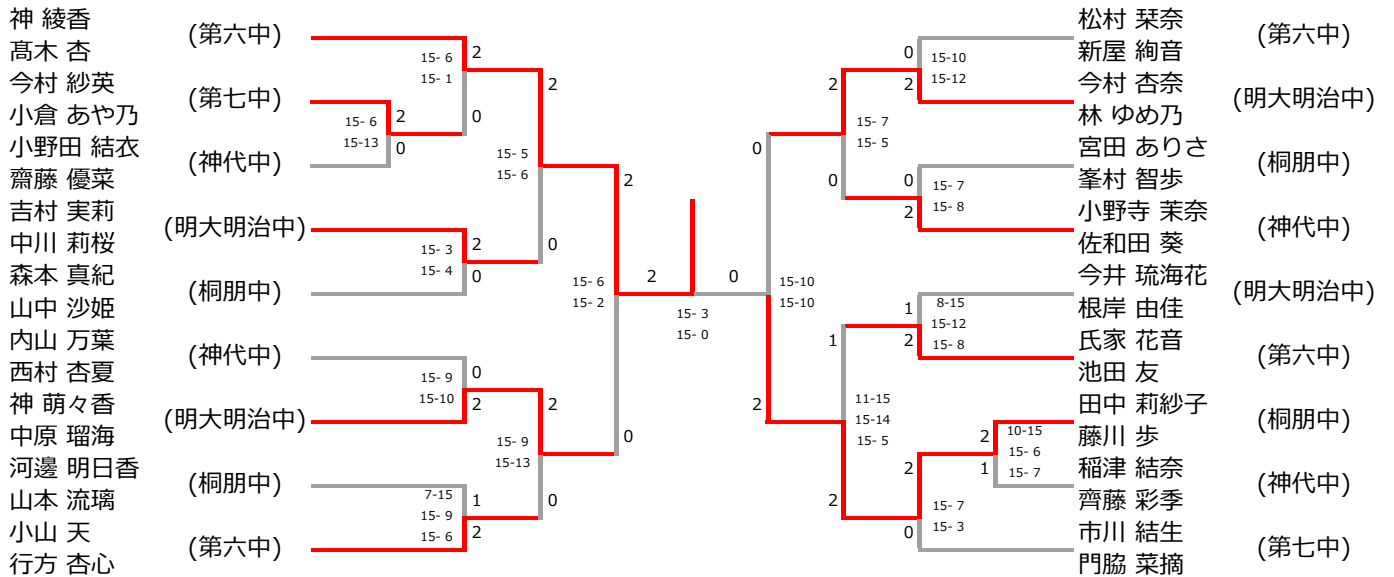 神 綾香
髙木 杏
(第六中)
今村 紗英
小倉 あや乃
(第七中)
小野田 結衣
齋藤 優菜
(神代中)
吉村 実莉
中川 莉桜
(明大明治中)
森本 真紀
山中 沙姫
(桐朋中)
内山 万葉
西村 杏夏
(神代中)
神 萌々香
中原 瑠海
(明大明治中)
河邊 明日香
山本 流璃
(桐朋中)
小山 天
行方 杏心
(第六中)
2
15- 6
15- 1
0
2
15- 6
15-13
0
2
15- 5
15- 6
0
2
15- 3
15- 4
0
2
15- 6
15- 2
0
0
15- 9
15-10
2
2
15- 9
15-13
0
1
7-15
15- 9
15- 6
2
2
0
15- 3
15- 0
0
15-10
15-10
2
2
15- 7
15- 5
0
0
15-10
15-12
2
0
15- 7
15- 8
2
1
11-15
15-14
15- 5
2
1
8-15
15-12
15- 8
2
2
10-15
15- 6
15- 7
1
2
15- 7
15- 3
0
松村 栞奈
新屋 絢音
(第六中)
今村 杏奈
林 ゆめ乃
(明大明治中)
宮田 ありさ
峯村 智歩
(桐朋中)
小野寺 茉奈
佐和田 葵
(神代中)
今井 琉海花
根岸 由佳
(明大明治中)
氏家 花音
池田 友
(第六中)
田中 莉紗子
藤川 歩
(桐朋中)
稲津 結奈
齊藤 彩季
(神代中)
市川 結生
門脇 菜摘
(第七中)